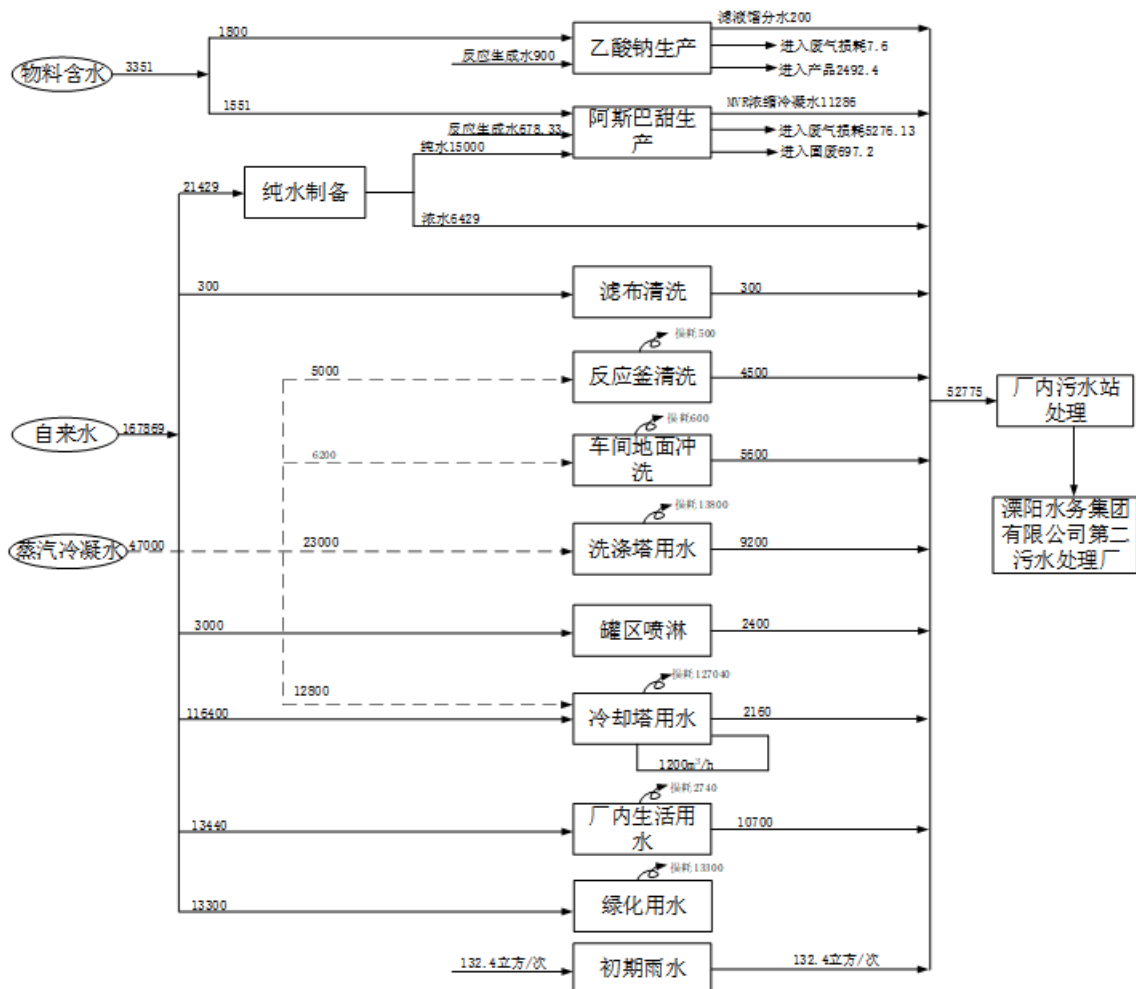 滤液馏分水200
1800
乙酸钠生产
进入废气损耗7.6
反应生成水900
进入产品2492.4
物料含水
3351
1551
MVR浓缩冷凝水11286
阿斯巴甜生
产
反应生成水678.33
进入废气损耗5276.13
纯水15000
进入固废697.2
21429
纯水制备
浓水6429
300
滤布清洗
300
损耗500
5000
反应釜清洗
4500
52775
厂内污水站
处理
自来水
167869
损耗600
6200
车间地面冲
洗
5600
损耗13800
溧阳水务集团
有限公司第二
污水处理厂
蒸汽冷凝水
47000
23000
洗涤塔用水
9200
3000
罐区喷淋
2400
损耗127040
12800
116400
冷却塔用水
2160
1200m³/h
损耗2740
13440
厂内生活用
水
10700
损耗13300
13300
绿化用水
132.4立方/次
初期雨水
132.4立方/次